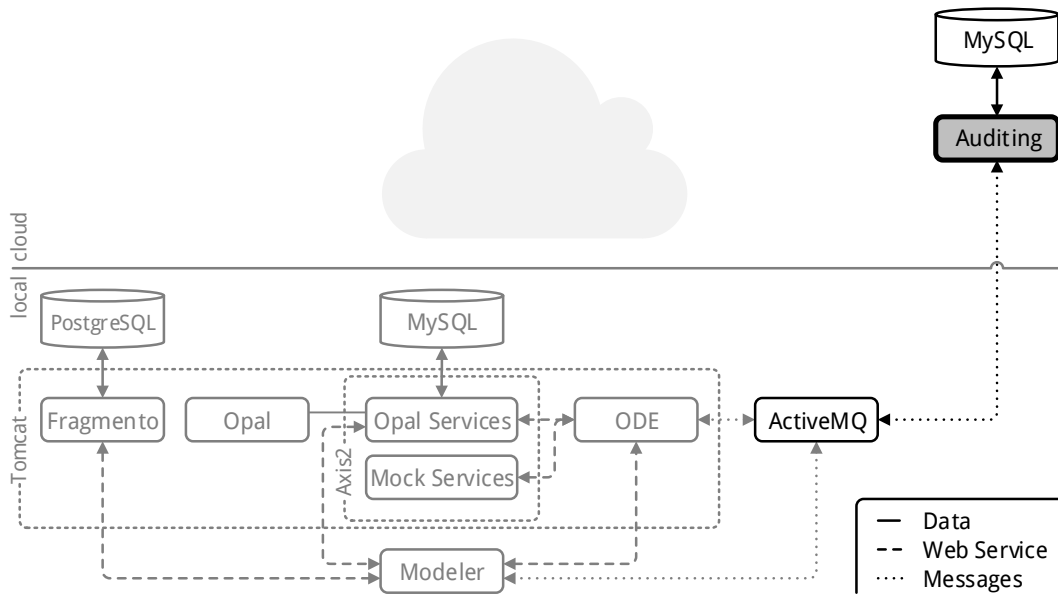 MySQL
Auditing
cloud
local
PostgreSQL
MySQL
Tomcat
Fragmento
Opal
Axis2
Opal Services
ODE
ActiveMQ
Mock Services
Modeler
Data
Web Service
Messages